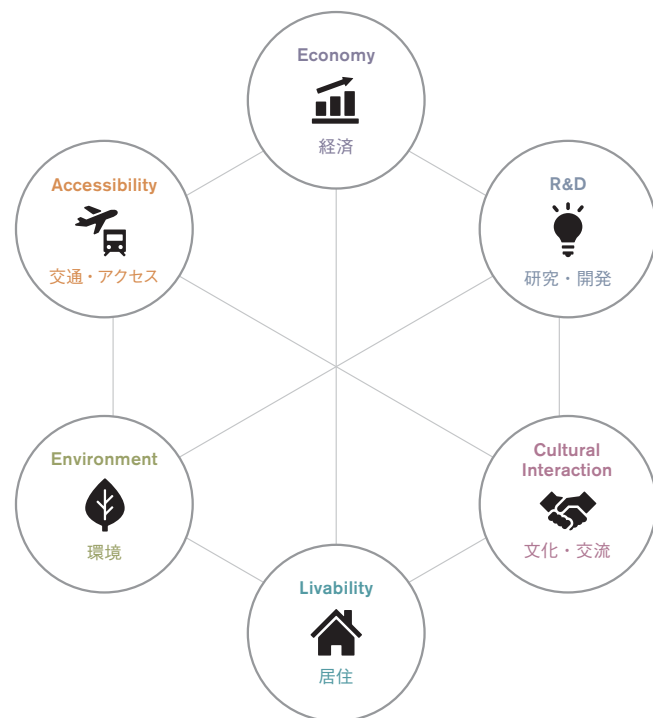 Economy
経済
Accessibility
交通・アクセス
R&D
研究・開発
Environment
環境
Cultural
Interaction
文化・交流
Livability
居住